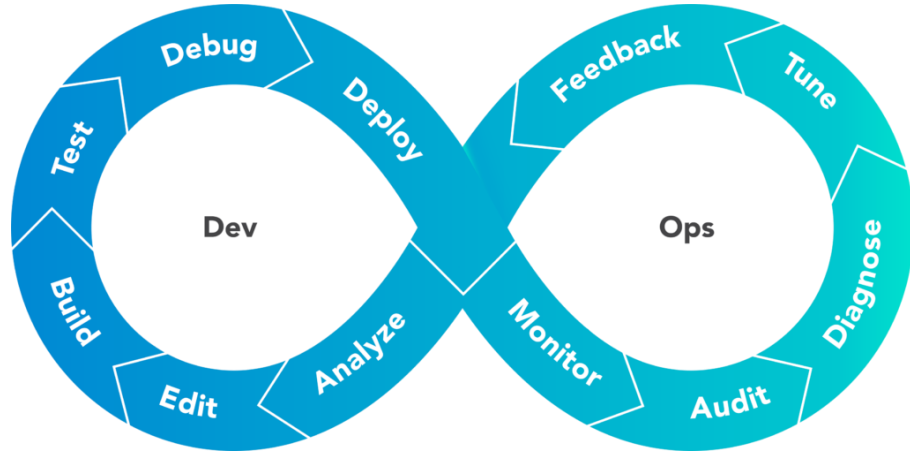 Debug
Deploy
Feedback
Tune
Test
Dev
Ops
Build
Analyze
Edit
Monitor
Audit
Diagnose